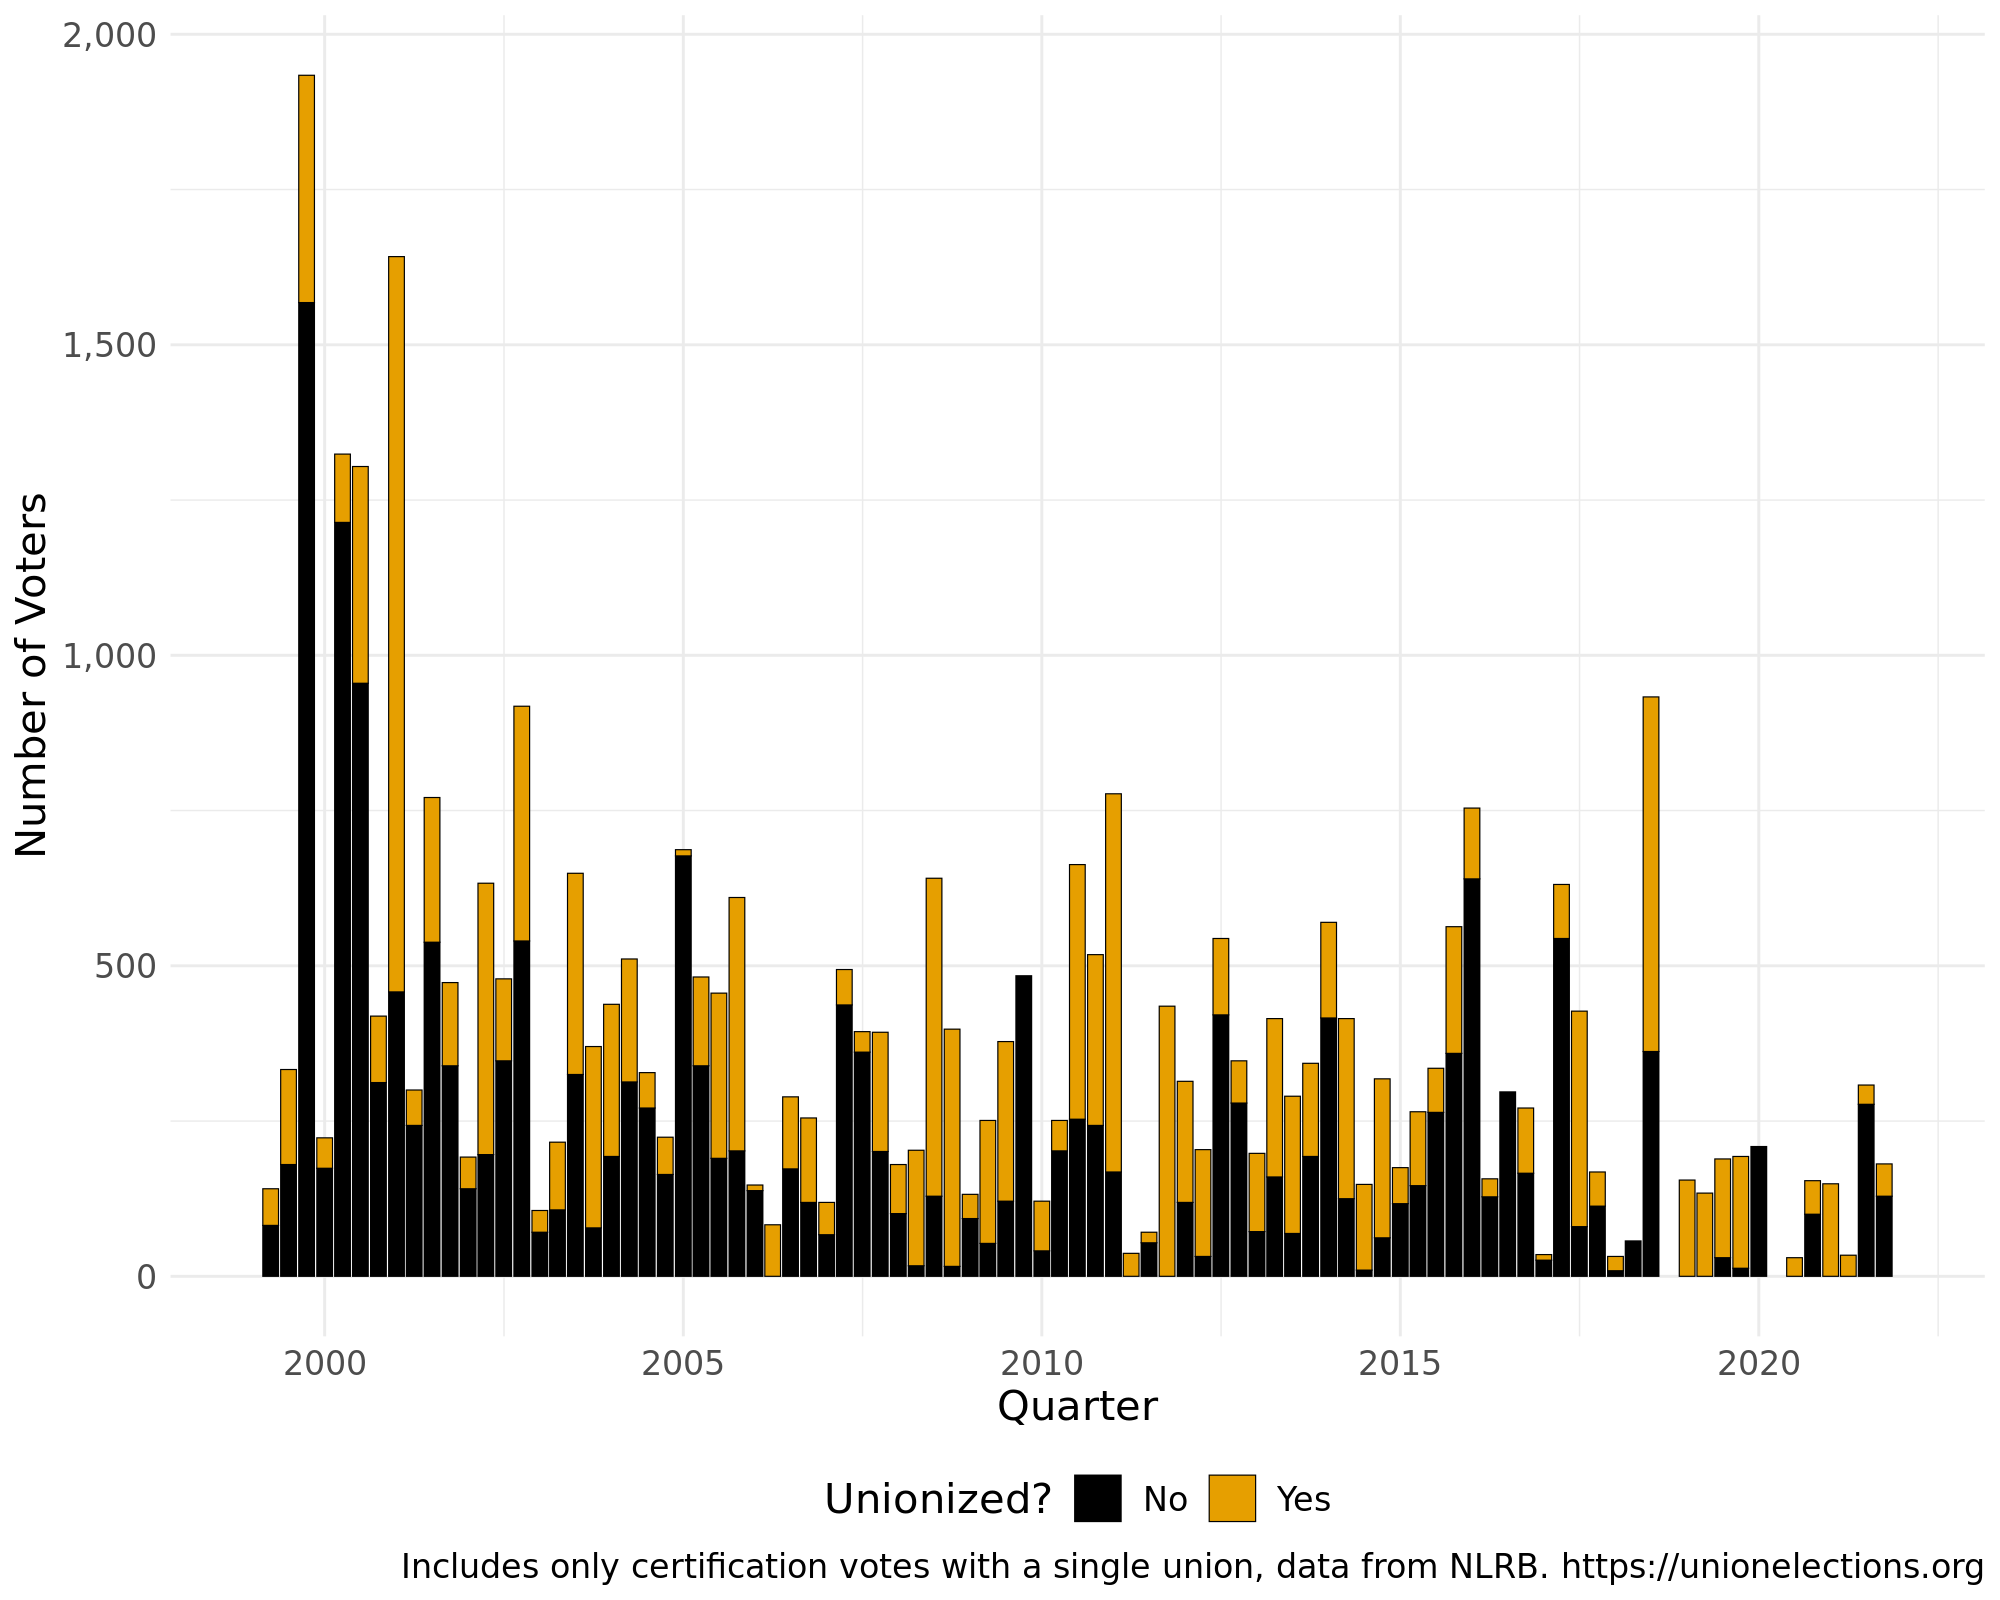 2,000
1,500
1,000
500
0
Number of Voters
2000 2005 2010 2015 2020
Quarter
Unionized? No Yes
Includes only certification votes with a single union, data from NLRB. https://unionelections.org